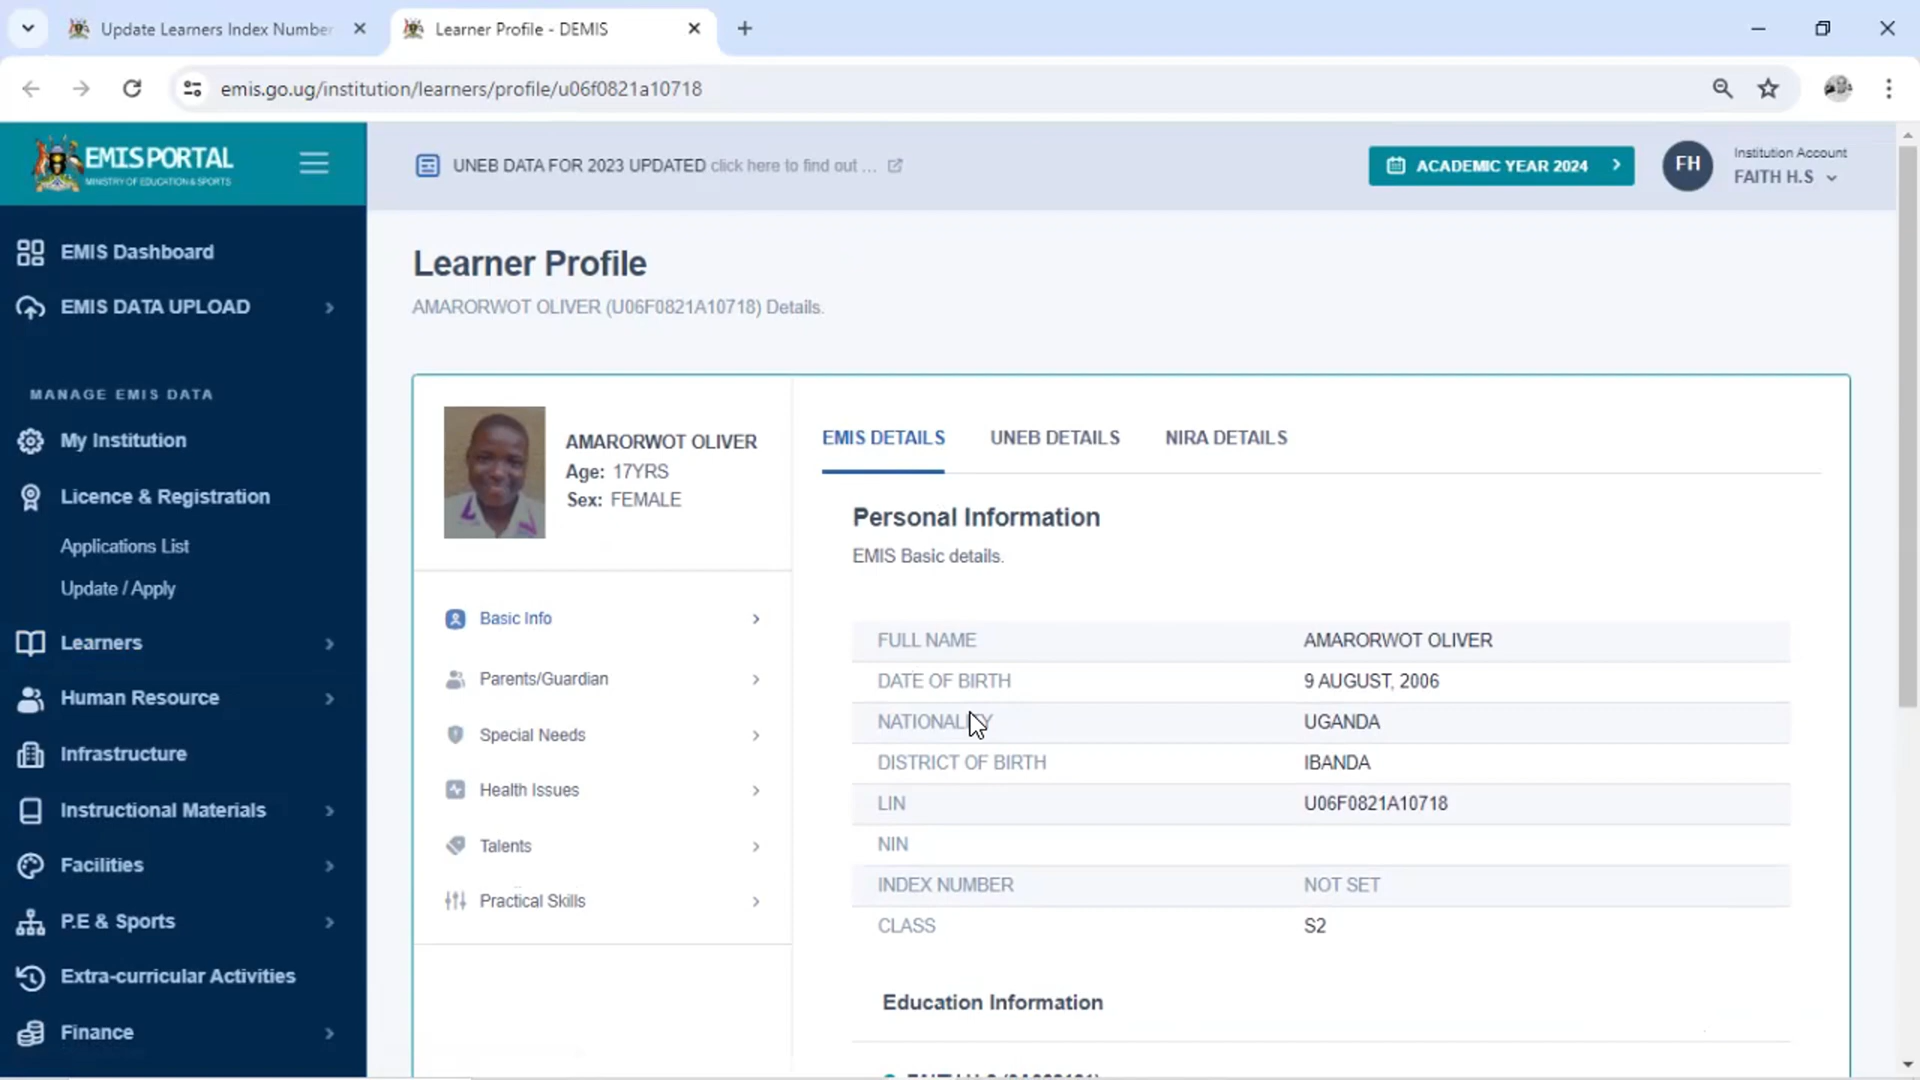 Update Learners Index Number
Learner Profile - DEMIS
emis.go.ug/institution/learners/profile/u06f0821a10718
EMIS PORTAL
MINISTRY OF EDUCATION & SPORTS
UNEB DATA FOR 2023 UPDATED click here to find out ...
ACADEMIC YEAR 2024
FH
Institution Account
FAITH H.S
EMIS Dashboard
EMIS DATA UPLOAD
MANAGE EMIS DATA
My Institution
Licence & Registration
Applications List
Update / Apply
Learners
Human Resource
Infrastructure
Instructional Materials
Facilities
P.E & Sports
Extra-curricular Activities
Finance
Learner Profile
AMARORWOT OLIVER (U06F0821A10718) Details.
AMARORWOT OLIVER
Age: 17YRS
Sex: FEMALE
Basic Info
Parents/Guardian
Special Needs
Health Issues
Talents
Practical Skills
EMIS DETAILS
UNEB DETAILS
NIRA DETAILS
Personal Information
EMIS Basic details.
FULL NAME AMARORWOT OLIVER
DATE OF BIRTH 9 AUGUST, 2006
NATIONALITY UGANDA
DISTRICT OF BIRTH IBANDA
LIN U06F0821A10718
NIN
INDEX NUMBER NOT SET
CLASS S2
Education Information